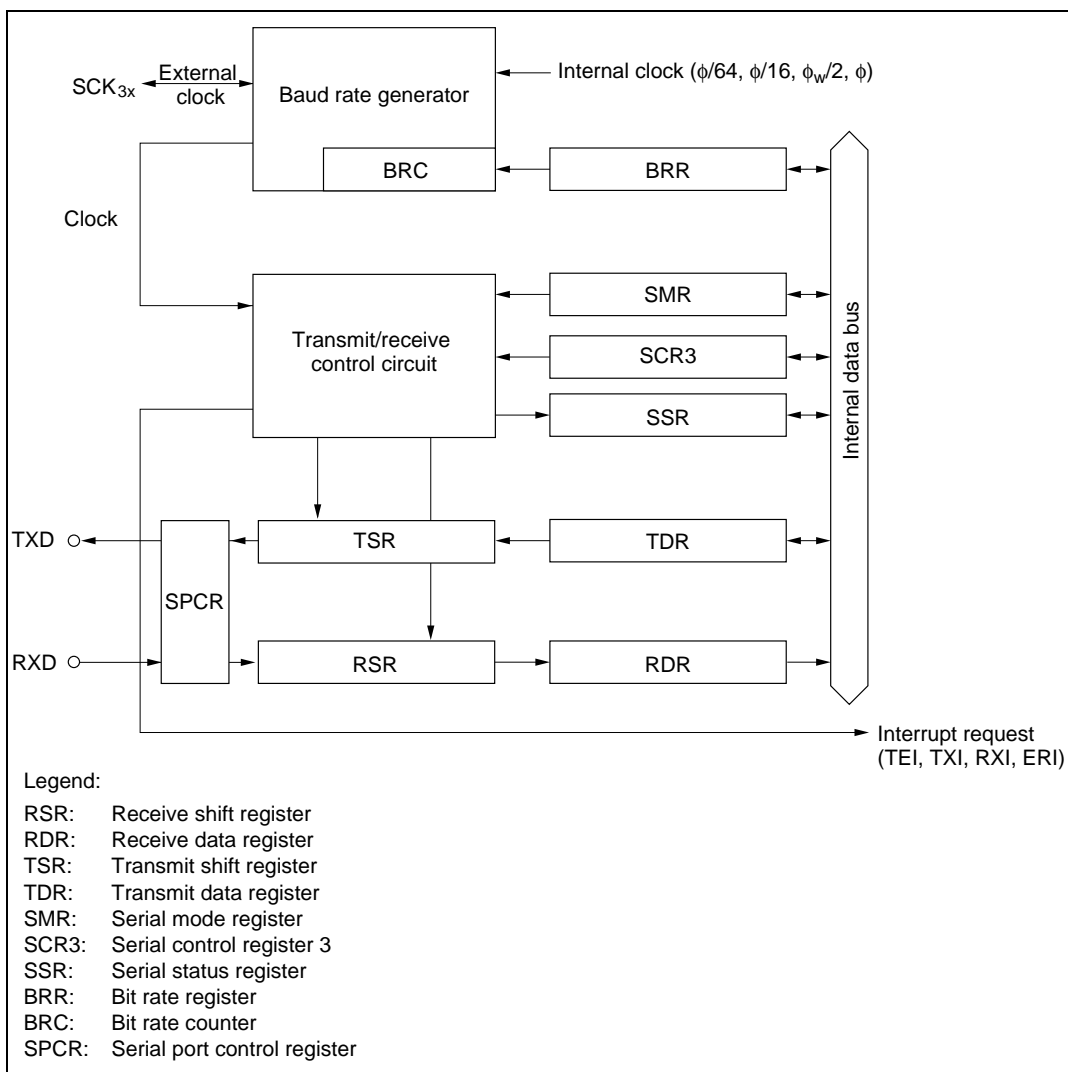 SCK3x
External
clock
Baud rate generator
Internal clock (ϕ/64, ϕ/16, ϕw/2, ϕ)
BRC
BRR
Clock
Transmit/receive
control circuit
SMR
SCR3
SSR
Internal data bus
TXD
SPCR
TSR
TDR
RXD
RSR
RDR
Interrupt request
(TEI, TXI, RXI, ERI)
Legend:
RSR: Receive shift register
RDR: Receive data register
TSR: Transmit shift register
TDR: Transmit data register
SMR: Serial mode register
SCR3: Serial control register 3
SSR: Serial status register
BRR: Bit rate register
BRC: Bit rate counter
SPCR: Serial port control register